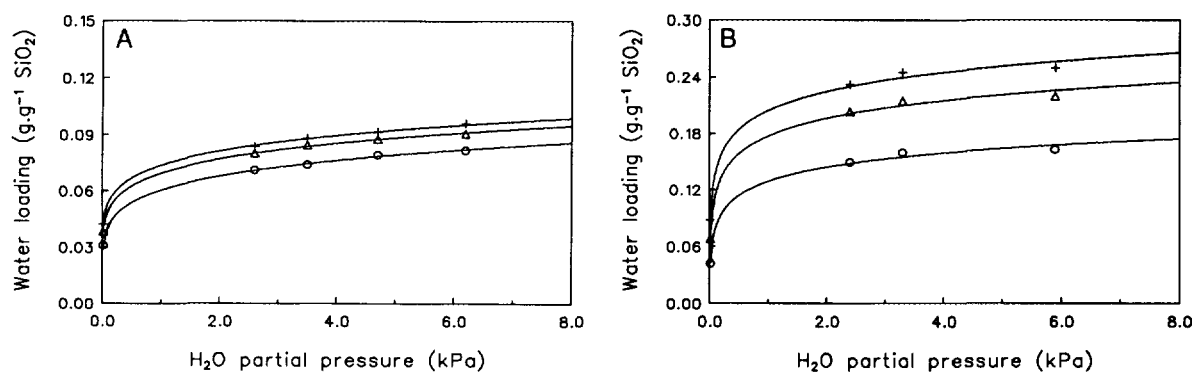 A
0.15
0.12
0.09
0.06
0.03
0.00
Water loading (g.g⁻¹ SiO₂)
0.0 2.0 4.0 6.0 8.0
H₂O partial pressure (kPa)
B
0.30
0.24
0.18
0.12
0.06
0.00
Water loading (g.g⁻¹ SiO₂)
0.0 2.0 4.0 6.0 8.0
H₂O partial pressure (kPa)